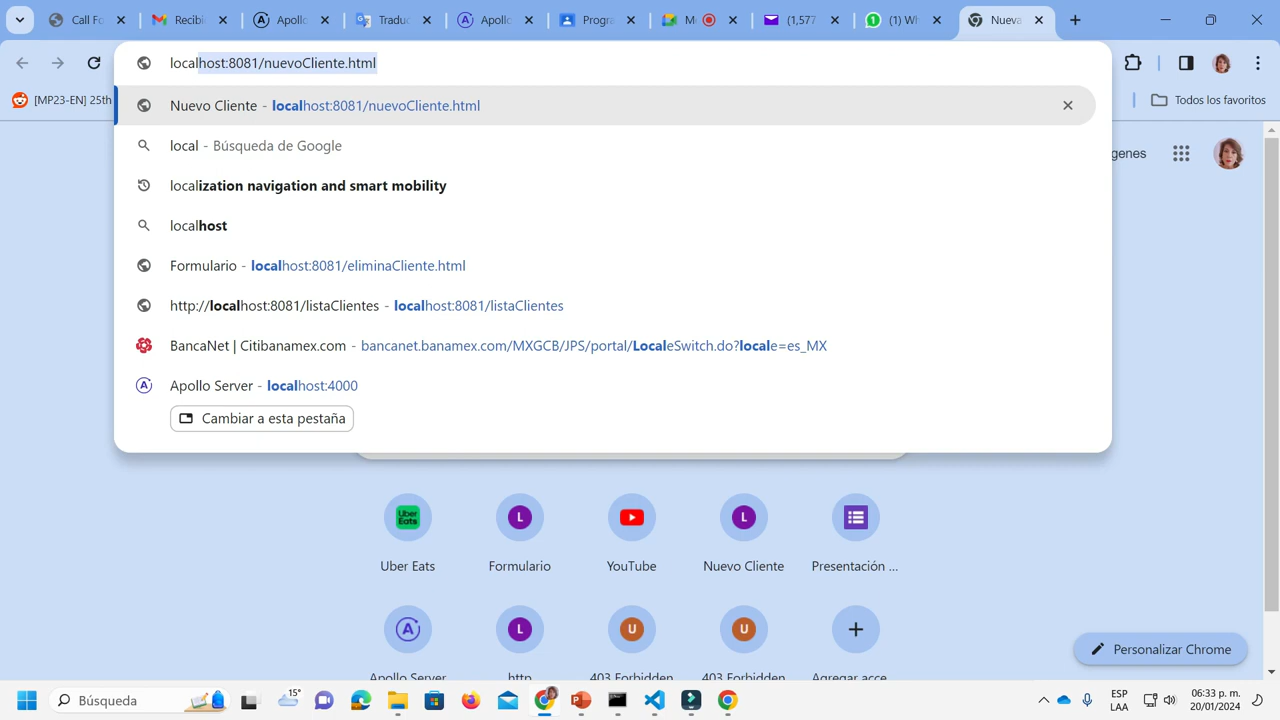 Call Fo
Recibi
Apollo
Traduc
Apollo
Progra
M
(1,577
(1) Wh
Nueva
localhost:8081/nuevoCliente.html
[MP23-EN] 25th
Todos los favoritos
Nuevo Cliente - localhost:8081/nuevoCliente.html
local - Búsqueda de Google
genes
localization navigation and smart mobility
localhost
Formulario - localhost:8081/eliminaCliente.html
http://localhost:8081/listaClientes - localhost:8081/listaClientes
BancaNet | Citibanamex.com - bancanet.banamex.com/MXGCB/JPS/portal/LocaleSwitch.do?locale=es_MX
Apollo Server - localhost:4000
Cambiar a esta pestaña
Uber Eats
L
L
Uber Eats
Formulario
YouTube
Nuevo Cliente
Presentación ...
L
U
U
Apollo Server
http
403 Forbidden
403 Forbidden
Agregar acce...
Personalizar Chrome
Búsqueda
15°
ESP
LAA
06:33 p. m.
20/01/2024